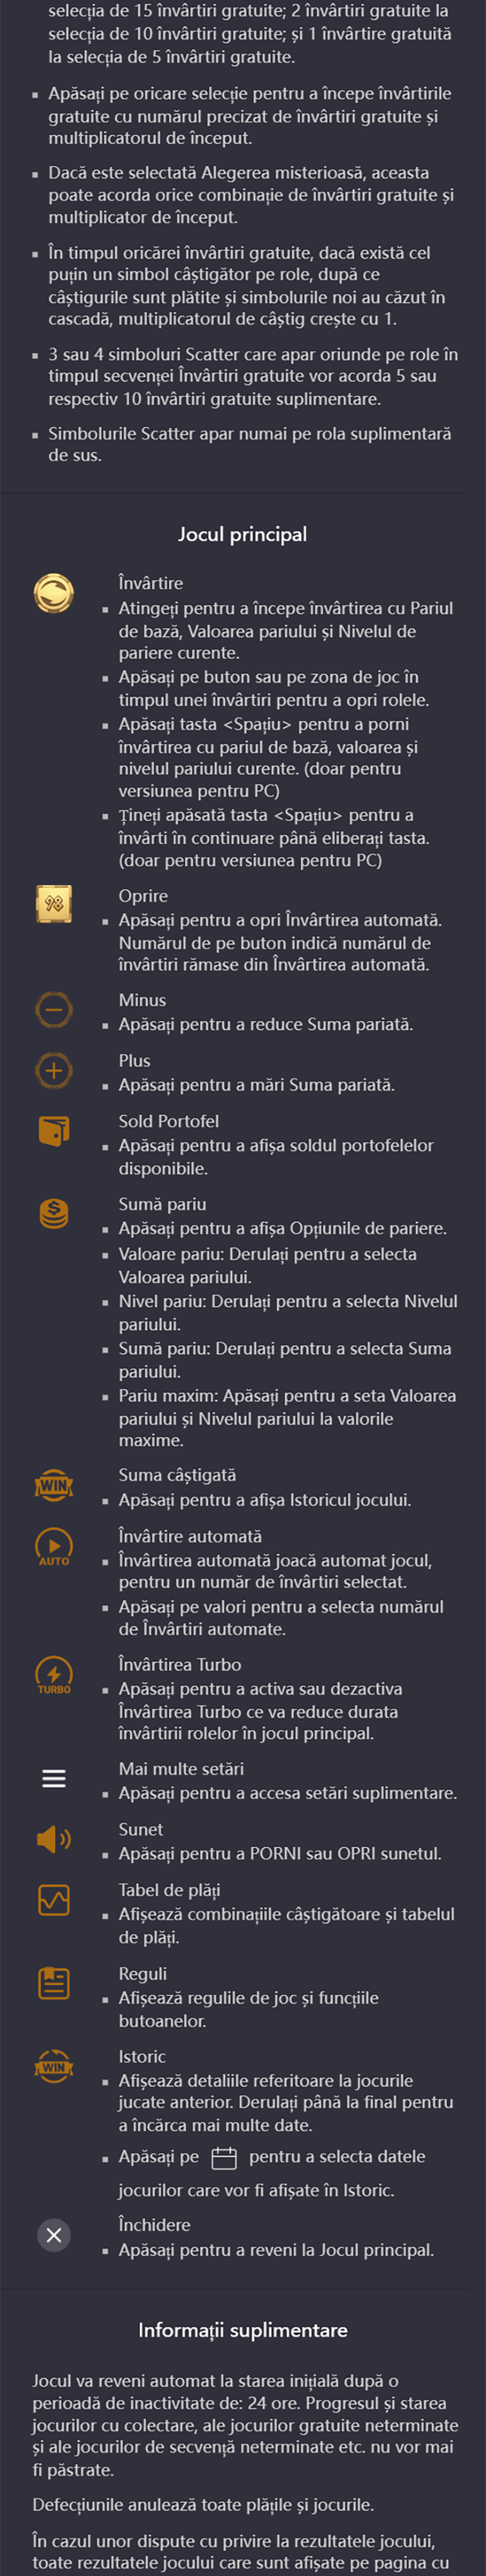 selecția de 15 învârtiri gratuite; 2 învârtiri gratuite la
selecția de 10 învârtiri gratuite; și 1 învârtire gratuită
la selecția de 5 învârtiri gratuite.
Apăsați pe oricare selecție pentru a începe învârtirile
gratuite cu numărul precizat de învârtiri gratuite și
multiplicatorul de început.
Dacă este selectată Alegerea misterioasă, aceasta
poate acorda orice combinație de învârtiri gratuite și
multiplicator de început.
În timpul oricărei învârtiri gratuite, dacă există cel
puțin un simbol câștigător pe role, după ce
câștigurile sunt plătite și simbolurile noi au căzut în
cascadă, multiplicatorul de câștig crește cu 1.
3 sau 4 simboluri Scatter care apar oriunde pe role în
timpul secvenței Învârtiri gratuite vor acorda 5 sau
respectiv 10 învârtiri gratuite suplimentare.
Simbolurile Scatter apar numai pe rola suplimentară
de sus.
Jocul principal
Învârtire
Atingeți pentru a începe învârtirea cu Pariul
de bază, Valoarea pariului și Nivelul de
pariere curente.
Apăsați pe buton sau pe zona de joc în
timpul unei învârtiri pentru a opri rolele.
Apăsați tasta <Spațiu> pentru a porni
învârtirea cu pariul de bază, valoarea și
nivelul pariului curente. (doar pentru
versiunea pentru PC)
Țineți apăsată tasta <Spațiu> pentru a
învârti în continuare până eliberați tasta.
(doar pentru versiunea pentru PC)
98
Oprire
Apăsați pentru a opri Învârtirea automată.
Numărul de pe buton indică numărul de
învârtiri rămase din Învârtirea automată.
Minus
Apăsați pentru a reduce Suma pariată.
Plus
Apăsați pentru a mări Suma pariată.
Sold Portofel
Apăsați pentru a afișa soldul portofelelor
disponibile.
Sumă pariu
Apăsați pentru a afișa Opțiunile de pariere.
Valoare pariu: Derulați pentru a selecta
Valoarea pariului.
Nivel pariu: Derulați pentru a selecta Nivelul
pariului.
Sumă pariu: Derulați pentru a selecta Suma
pariului.
Pariu maxim: Apăsați pentru a seta Valoarea
pariului și Nivelul pariului la valorile
maxime.
WIN
Suma câștigată
Apăsați pentru a afișa Istoricul jocului.
AUTO
Învârtire automată
Învârtirea automată joacă automat jocul,
pentru un număr de învârtiri selectat.
Apăsați pe valori pentru a selecta numărul
de Învârtiri automate.
TURBO
Învârtirea Turbo
Apăsați pentru a activa sau dezactiva
Învârtirea Turbo ce va reduce durata
învârtirii rolelor în jocul principal.
Mai multe setări
Apăsați pentru a accesa setări suplimentare.
Sunet
Apăsați pentru a PORNI sau OPRI sunetul.
Tabel de plăți
Afișează combinațiile câștigătoare și tabelul
de plăți.
Reguli
Afișează regulile de joc și funcțiile
butoanelor.
WIN
Istoric
Afișează detaliile referitoare la jocurile
jucate anterior. Derulați până la final pentru
a încărca mai multe date.
Apăsați pe pentru a selecta datele
jocurilor care vor fi afișate în Istoric.
Închidere
Apăsați pentru a reveni la Jocul principal.
Informații suplimentare
Jocul va reveni automat la starea inițială după o
perioadă de inactivitate de: 24 ore. Progresul și starea
jocurilor cu colectare, ale jocurilor gratuite neterminate
și ale jocurilor de secvență neterminate etc. nu vor mai
fi păstrate.
Defecțiunile anulează toate plățile și jocurile.
În cazul unor dispute cu privire la rezultatele jocului,
toate rezultatele jocului care sunt afișate pe pagina cu